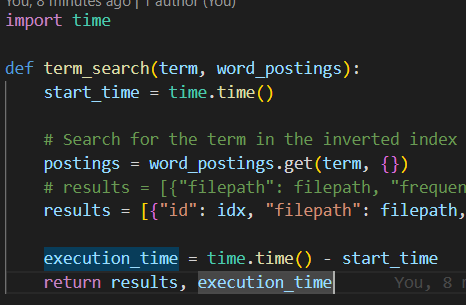 You, 8 minutes ago | 1 author (You)
import time
def term_search(term, word_postings):
start_time = time.time()
# Search for the term in the inverted index
postings = word_postings.get(term, {})
# results = [{"filepath": filepath, "frequen
results = [{"id": idx, "filepath": filepath,
execution_time = time.time() - start_time
return results, execution_time You, 8